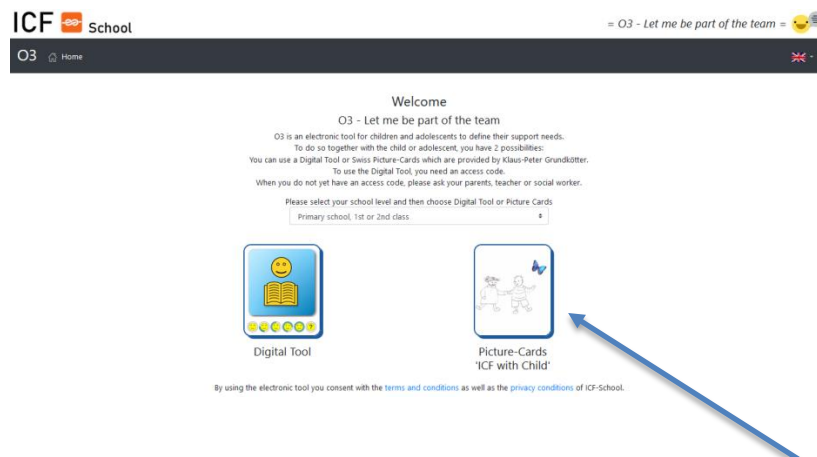 ICF School
= O3 - Let me be part of the team =
O3 Home
Welcome
O3 - Let me be part of the team
O3 is an electronic tool for children and adolescents to define their support needs.
To do so together with the child or adolescent, you have 2 possibilities:
You can use a Digital Tool or Swiss Picture-Cards which are provided by Klaus-Peter Grundkötter.
To use the Digital Tool, you need an access code.
When you do not yet have an access code, please ask your parents, teacher or social worker.
Please select your school level and then choose Digital Tool or Picture Cards
Primary school, 1st or 2nd class
?
Digital Tool
Picture-Cards
'ICF with Child'
By using the electronic tool you consent with the terms and conditions as well as the privacy conditions of ICF-School.